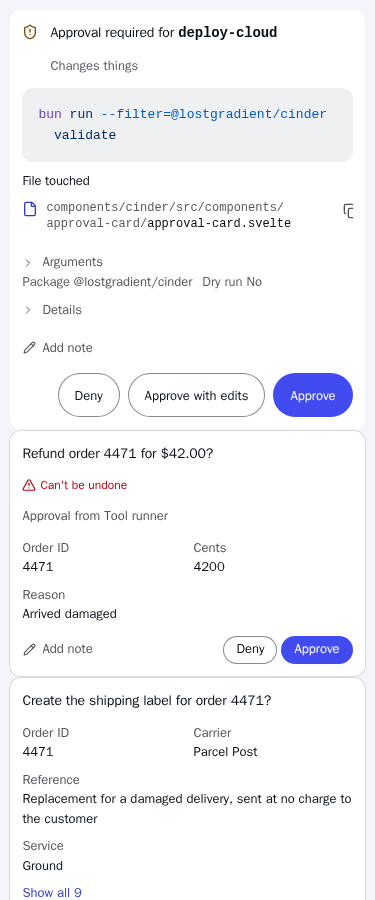 Approval required for deploy-cloud
Changes things
bun run --filter=@lostgradient/cinder
validate
File touched
components/cinder/src/components/
approval-card/approval-card.svelte
Arguments
Package @lostgradient/cinder Dry run No
Details
Add note
Deny Approve with edits Approve
Refund order 4471 for $42.00?
Can't be undone
Approval from Tool runner
Order ID Cents
4471 4200
Reason
Arrived damaged
Add note Deny Approve
Create the shipping label for order 4471?
Order ID Carrier
4471 Parcel Post
Reference
Replacement for a damaged delivery, sent at no charge to
the customer
Service
Ground
Show all 9